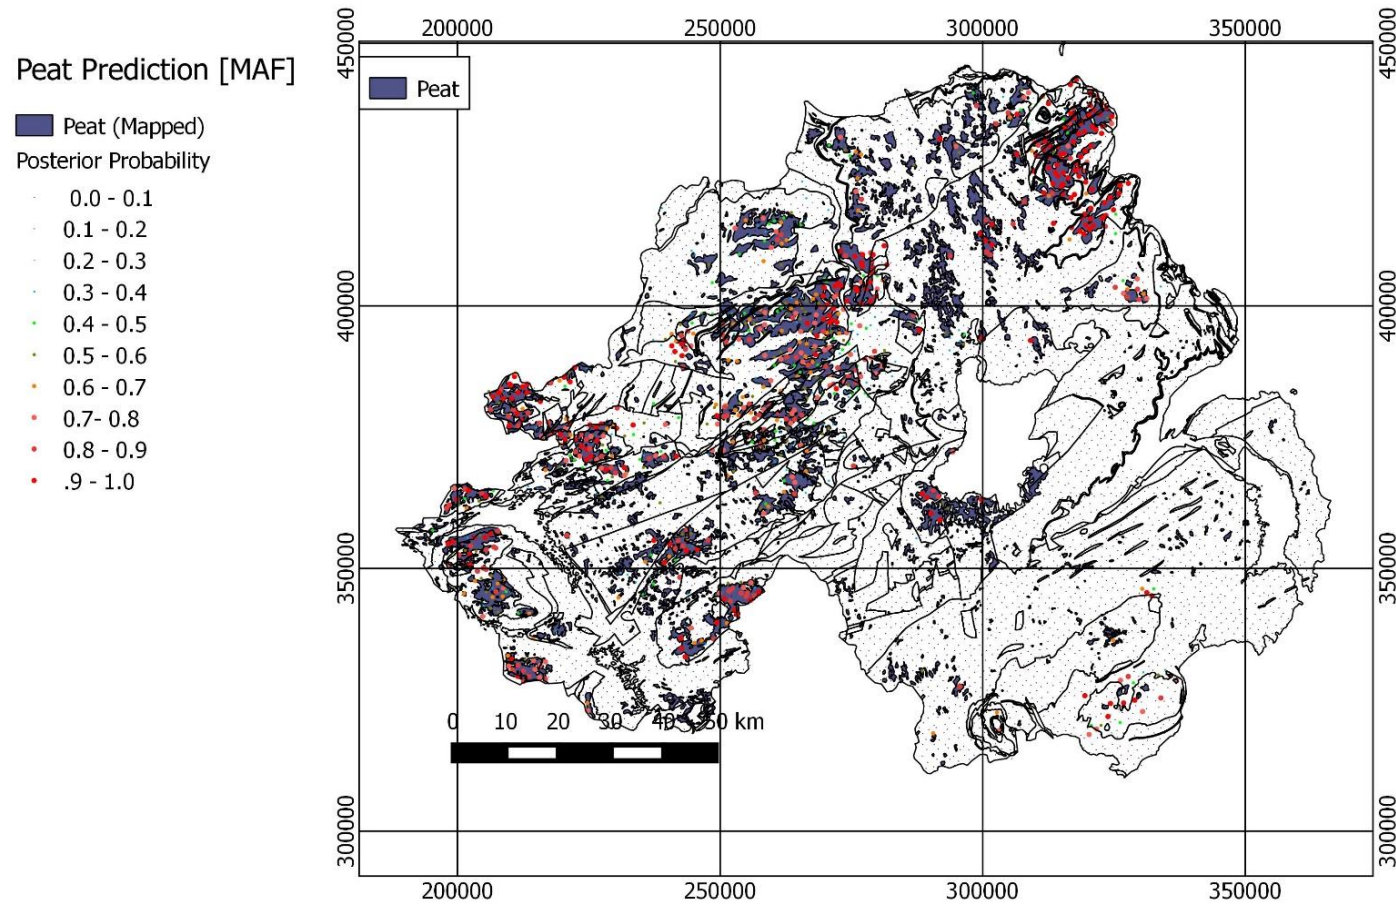 Peat Prediction [MAF]
Peat (Mapped)
Posterior Probability
0.0 - 0.1
0.1 - 0.2
0.2 - 0.3
0.3 - 0.4
0.4 - 0.5
0.5 - 0.6
0.6 - 0.7
0.7- 0.8
0.8 - 0.9
.9 - 1.0
200000 250000 300000 350000
Peat
450000 450000
400000 400000
350000 350000
300000 300000
0 10 20 30 40 50 km
200000 250000 300000 350000